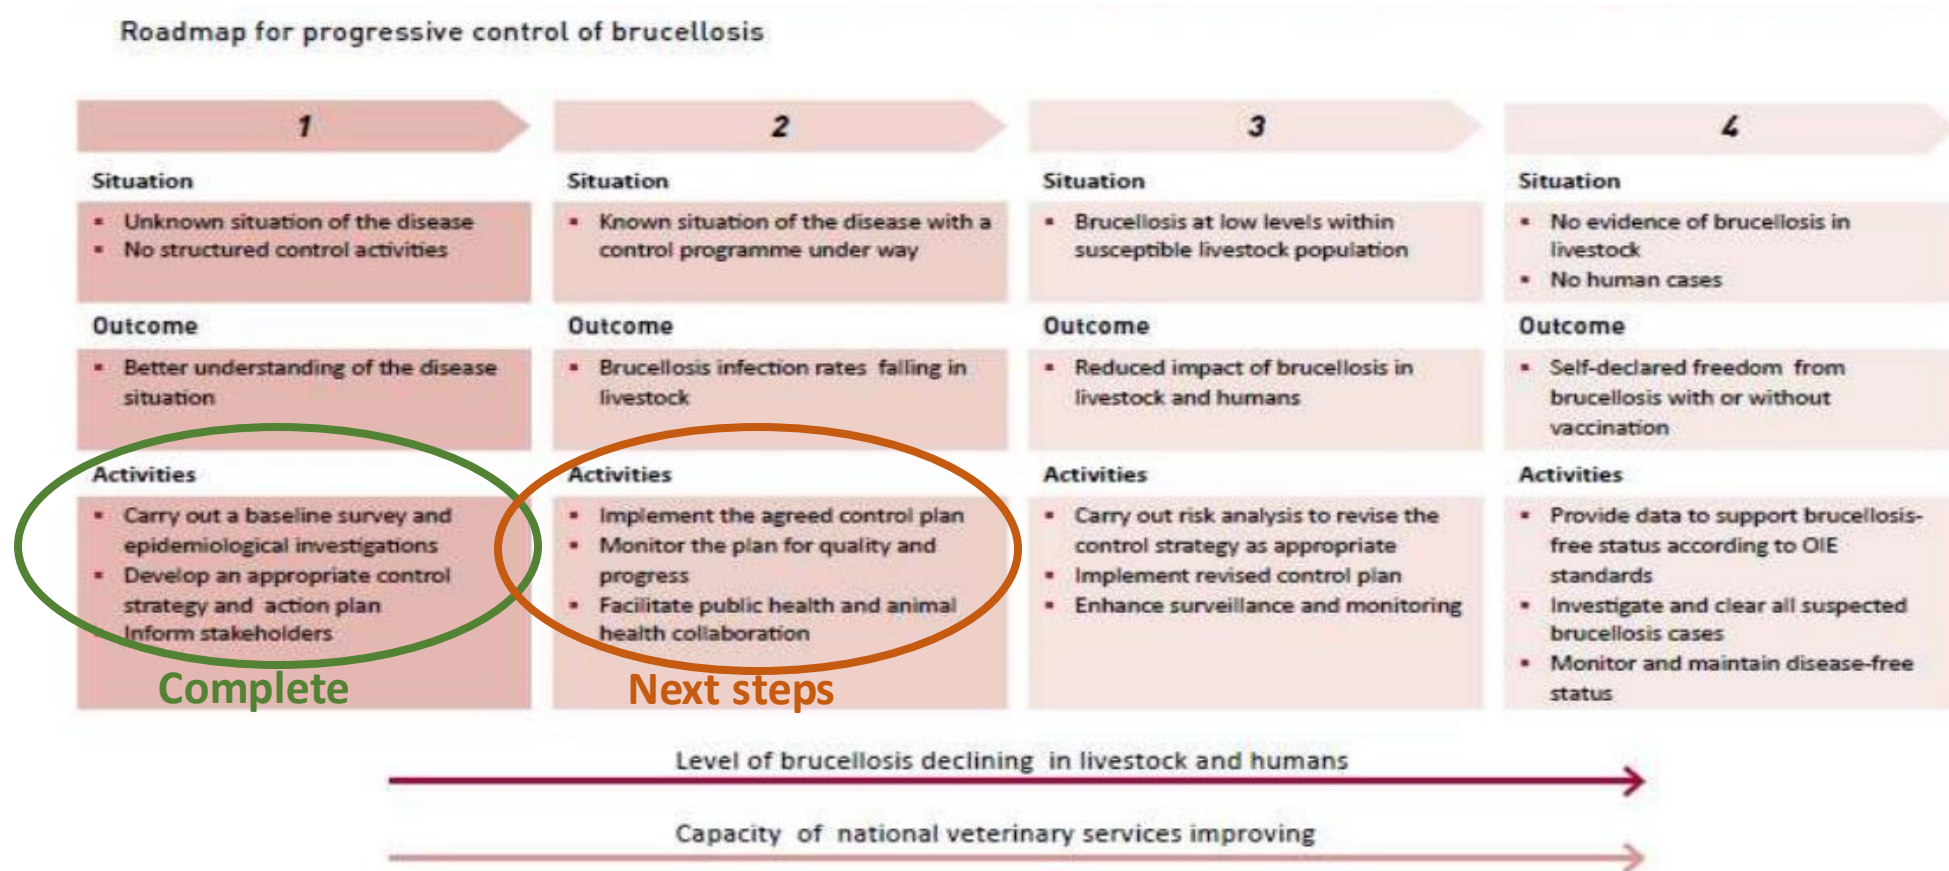 Roadmap for progressive control of brucellosis
1
Situation
▪ Unknown situation of the disease
▪ No structured control activities
Outcome
▪ Better understanding of the disease
situation
Activities
▪ Carry out a baseline survey and
epidemiological investigations
▪ Develop an appropriate control
strategy and action plan
▪ Inform stakeholders
Complete
2
Situation
▪ Known situation of the disease with a
control programme under way
Outcome
▪ Brucellosis infection rates falling in
livestock
Activities
▪ Implement the agreed control plan
▪ Monitor the plan for quality and
progress
▪ Facilitate public health and animal
health collaboration
Next steps
3
Situation
▪ Brucellosis at low levels within
susceptible livestock population
Outcome
▪ Reduced impact of brucellosis in
livestock and humans
Activities
▪ Carry out risk analysis to revise the
control strategy as appropriate
▪ Implement revised control plan
▪ Enhance surveillance and monitoring
4
Situation
▪ No evidence of brucellosis in
livestock
▪ No human cases
Outcome
▪ Self-declared freedom from
brucellosis with or without
vaccination
Activities
▪ Provide data to support brucellosis-
free status according to OIE
standards
▪ Investigate and clear all suspected
brucellosis cases
▪ Monitor and maintain disease-free
status
Level of brucellosis declining in livestock and humans
Capacity of national veterinary services improving